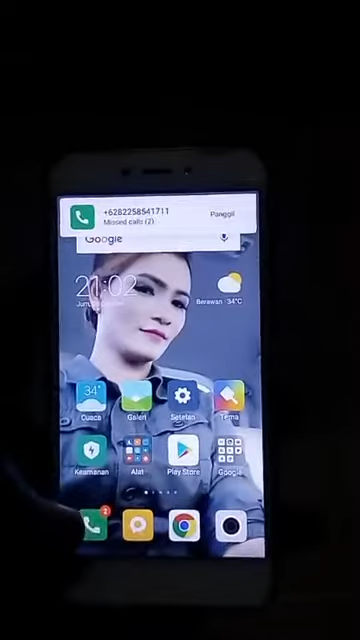 +6282258541711
Missed calls (2)
Panggil
Google
21:02
Berawan 34°C
34°
Cuaca
Galeri
Setelan
Tema
Keamanan
Alat
Play Store
Google
2